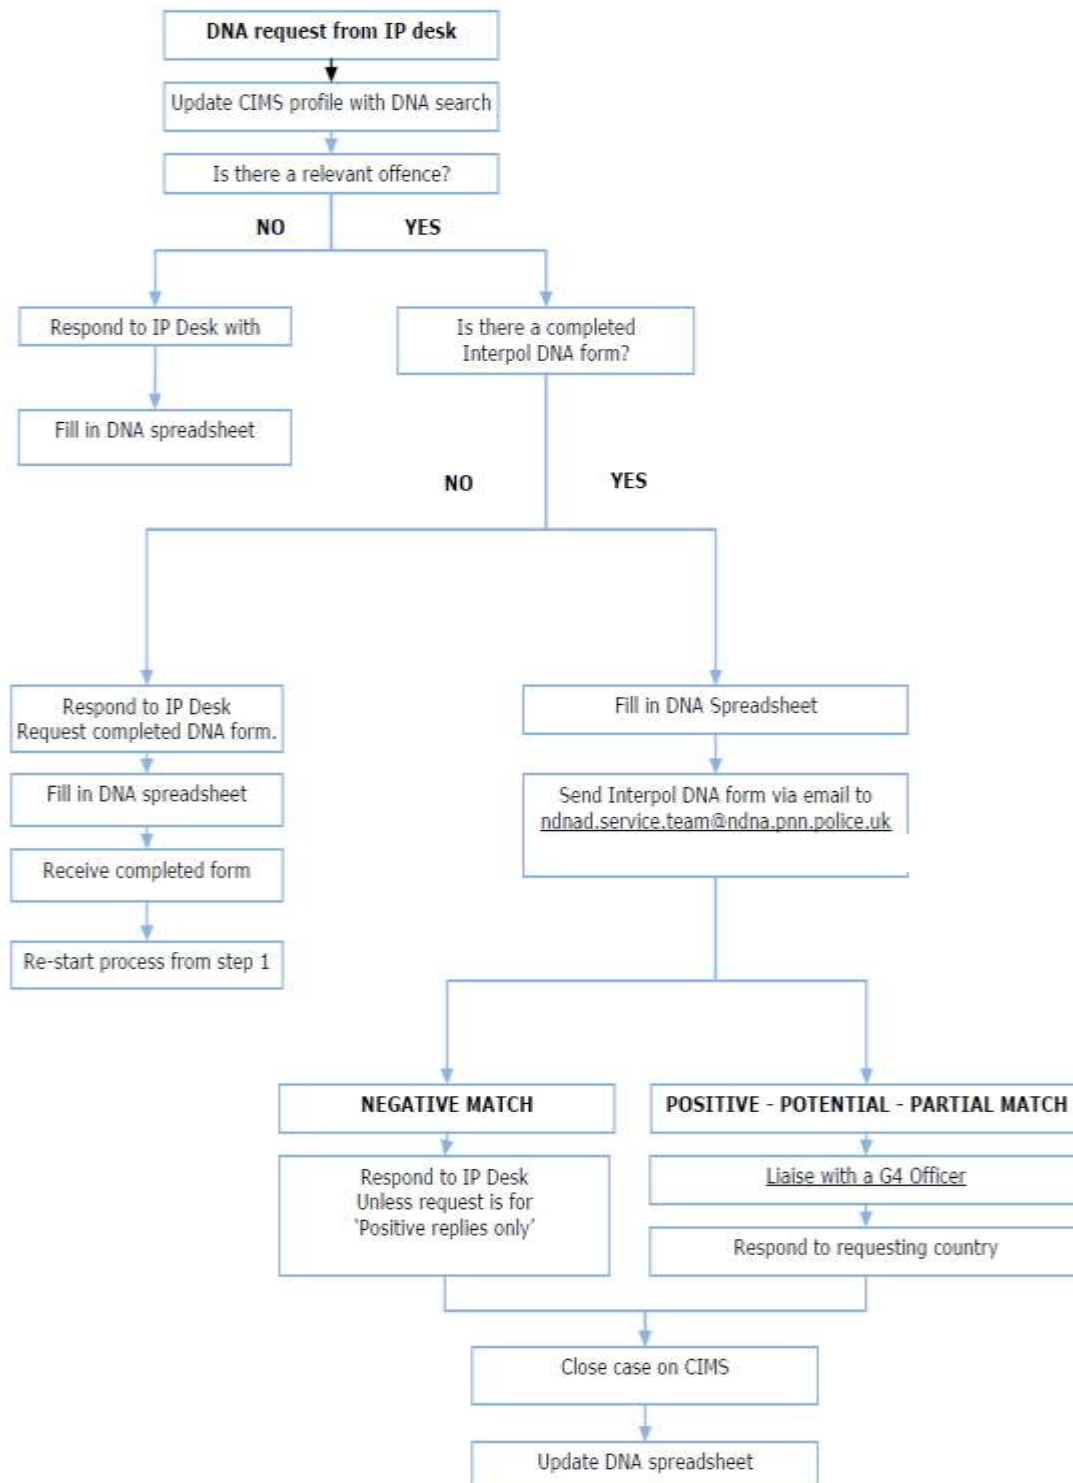 DNA request from IP desk
Update CIMS profile with DNA search
Is there a relevant offence?
NO
YES
Respond to IP Desk with
Is there a completed
Interpol DNA form?
Fill in DNA spreadsheet
NO
YES
Respond to IP Desk
Request completed DNA form.
Fill in DNA spreadsheet
Receive completed form
Re-start process from step 1
Fill in DNA Spreadsheet
Send Interpol DNA form via email to
ndnad.service.team@ndna.pnn.police.uk
NEGATIVE MATCH
Respond to IP Desk
Unless request is for
‘Positive replies only’
POSITIVE - POTENTIAL - PARTIAL MATCH
Liaise with a G4 Officer
Respond to requesting country
Close case on CIMS
Update DNA spreadsheet